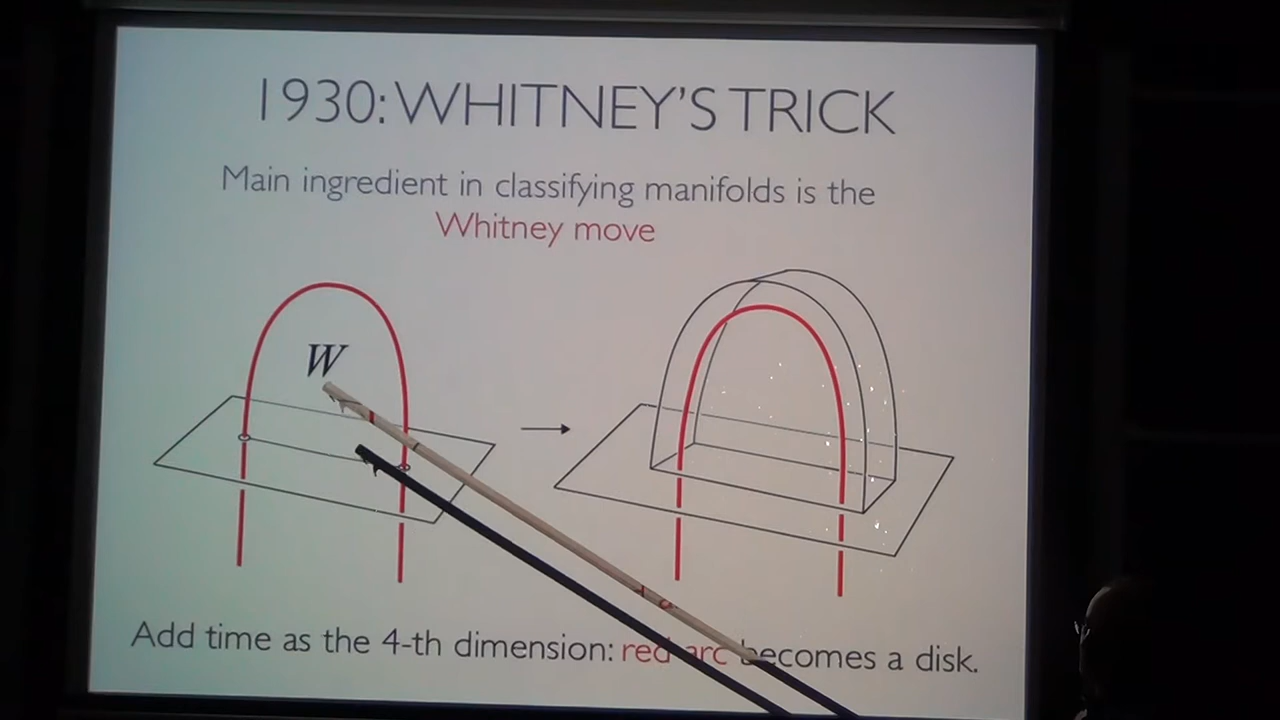 1930: WHITNEY'S TRICK
Main ingredient in classifying manifolds is the
Whitney move
W
Add time as the 4-th dimension: red arc becomes a disk.